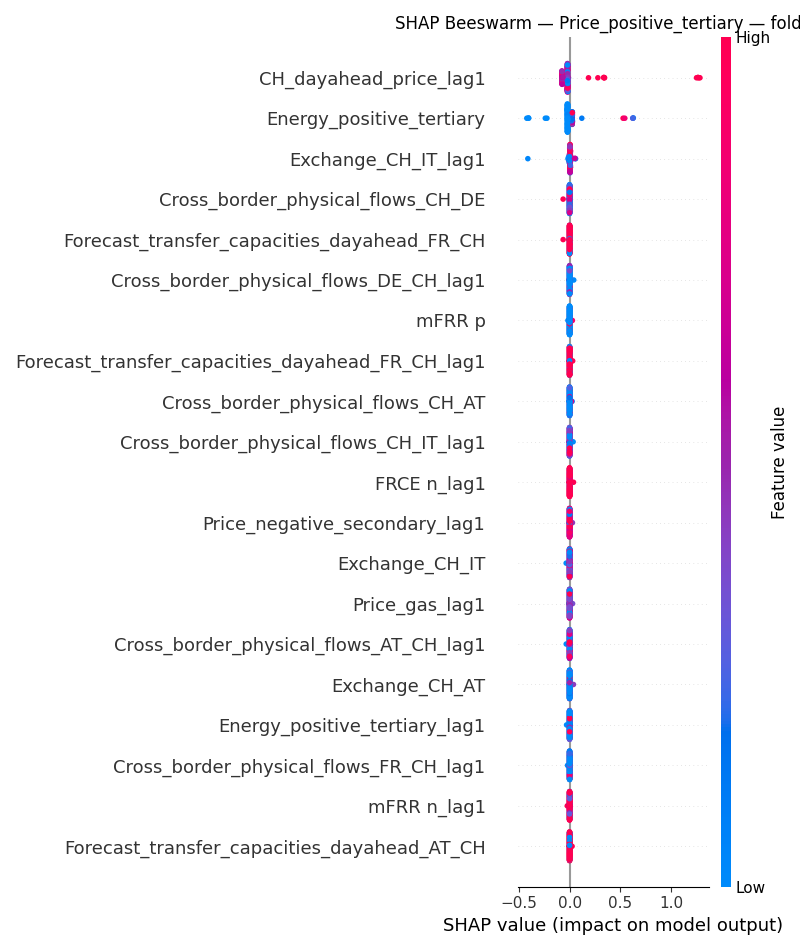 SHAP Beeswarm — Price_positive_tertiary — fold
High
CH_dayahead_price_lag1
Energy_positive_tertiary
Exchange_CH_IT_lag1
Cross_border_physical_flows_CH_DE
Forecast_transfer_capacities_dayahead_FR_CH
Cross_border_physical_flows_DE_CH_lag1
mFRR p
Forecast_transfer_capacities_dayahead_FR_CH_lag1
Cross_border_physical_flows_CH_AT
Cross_border_physical_flows_CH_IT_lag1
FRCE n_lag1
Price_negative_secondary_lag1
Exchange_CH_IT
Price_gas_lag1
Cross_border_physical_flows_AT_CH_lag1
Exchange_CH_AT
Energy_positive_tertiary_lag1
Cross_border_physical_flows_FR_CH_lag1
mFRR n_lag1
Forecast_transfer_capacities_dayahead_AT_CH
Feature value
Low
−0.5 0.0 0.5 1.0
SHAP value (impact on model output)